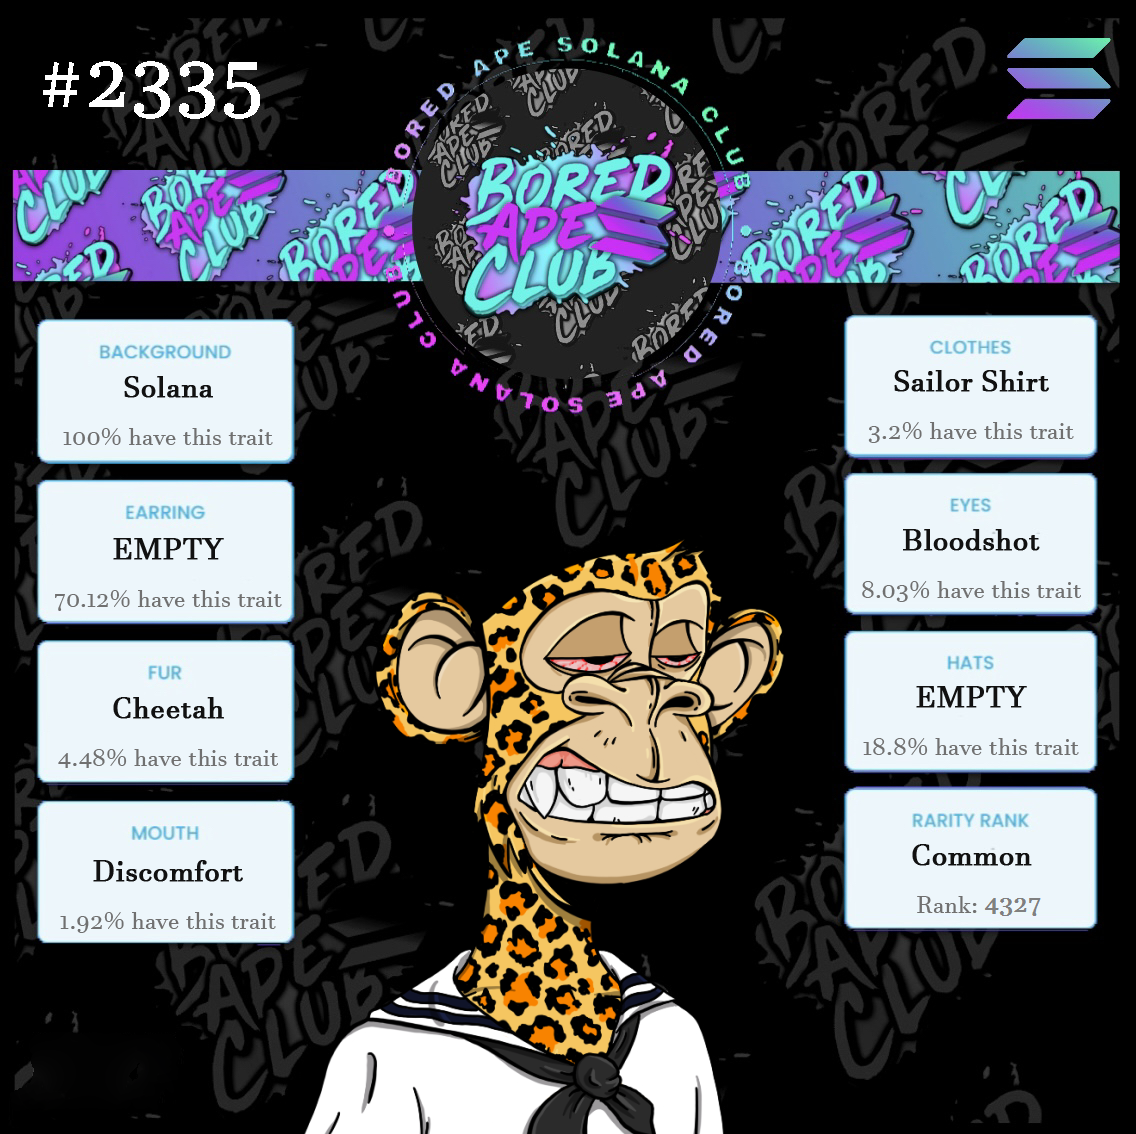 #2335
BORED APE SOLANA CLUB
BORED
APE
CLUB
BORED APE SOLANA CLUB
BACKGROUND
Solana
100% have this trait
EARRING
EMPTY
70.12% have this trait
FUR
Cheetah
4.48% have this trait
MOUTH
Discomfort
1.92% have this trait
CLOTHES
Sailor Shirt
3.2% have this trait
EYES
Bloodshot
8.03% have this trait
HATS
EMPTY
18.8% have this trait
RARITY RANK
Common
Rank: 4327